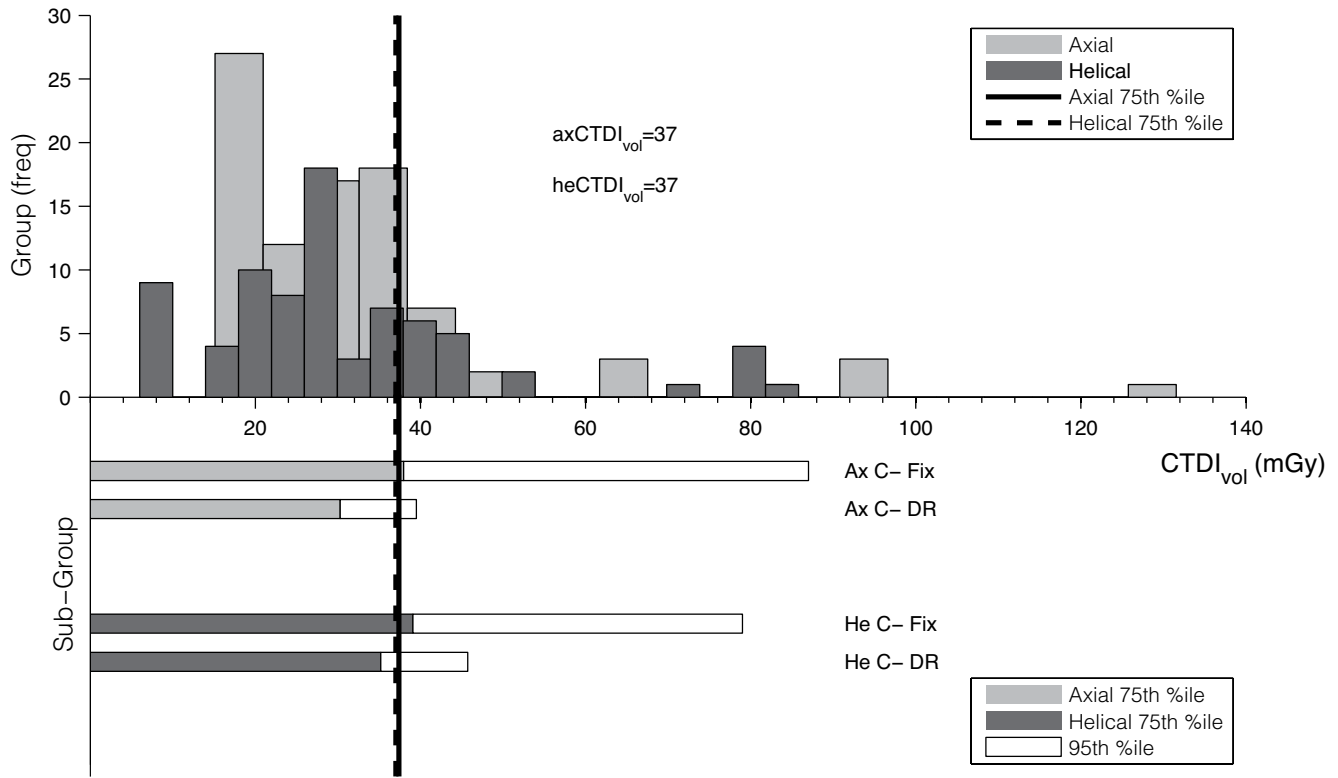 30
25
20
15
10
5
0
Group (freq)
Axial
Helical
Axial 75th %ile
Helical 75th %ile
axCTDIvol=37
heCTDIvol=37
20 40 60 80 100 120 140
CTDIvol (mGy)
Sub-Group
Ax C- Fix
Ax C- DR
He C- Fix
He C- DR
Axial 75th %ile
Helical 75th %ile
95th %ile